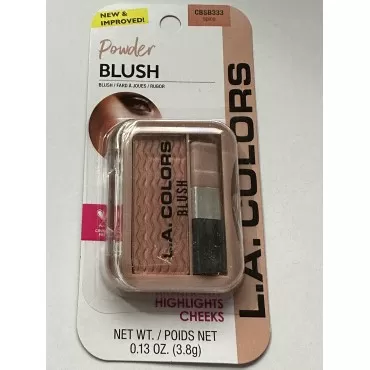 NEW &
IMPROVED!
CBSB333
Powder
BLUSH
BLUSH / FARD À JOUES / RUBOR
L.A. COLORS
L.A. COLORS
BLUSH
HIGHLIGHTS
CHEEKS
NET WT. / POIDS NET
0.13 OZ. (3.8g)